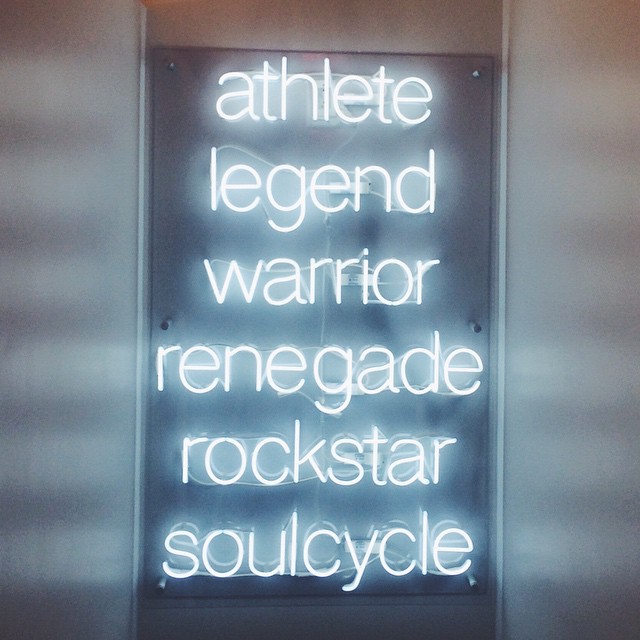 athlete
legend
warrior
renegade
rockstar
soulcycle